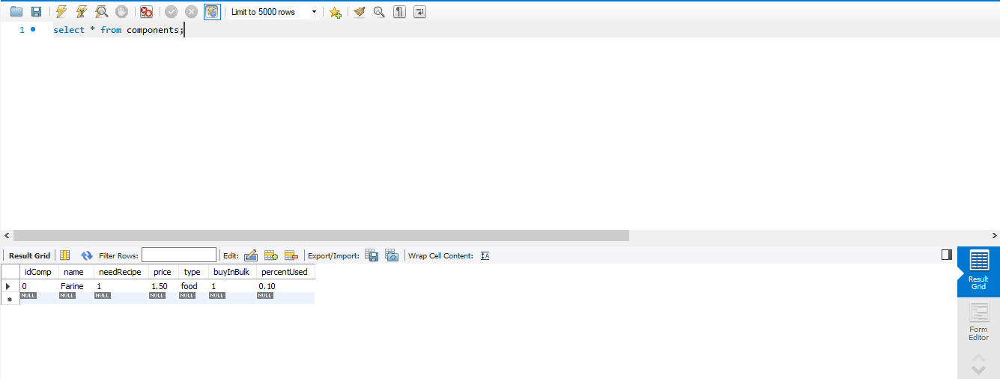 Limit to 5000 rows
1 select * from components;
Result Grid Filter Rows: Edit: Export/Import: Wrap Cell Content:
idComp name needRecipe price type buyInBulk percentUsed
0 Farine 1 1.50 food 1 0.10
NULL NULL NULL NULL NULL NULL NULL
Result
Grid
Form
Editor